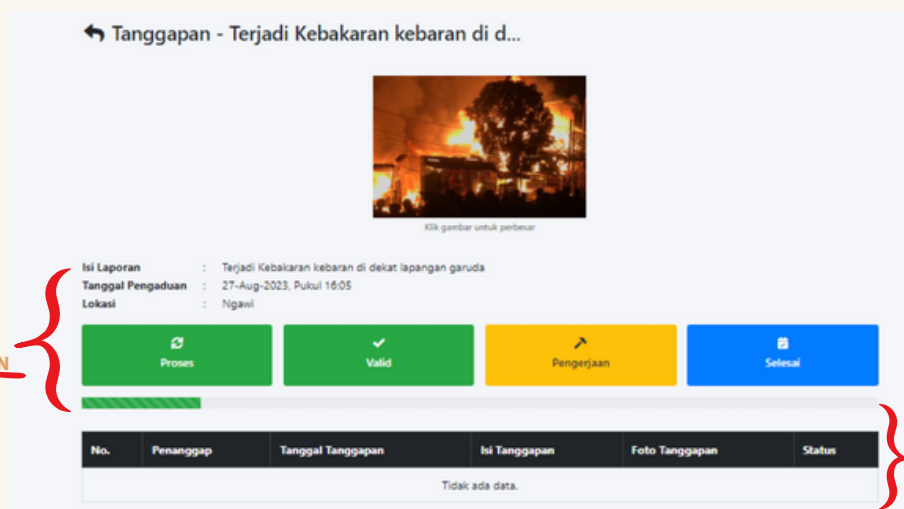 Tanggapan - Terjadi Kebakaran kebaran di d...
Klik gambar untuk perbesar
Isi Laporan : Terjadi Kebakaran kebaran di dekat lapangan garuda
Tanggal Pengaduan : 27-Aug-2023, Pukul 16:05
Lokasi : Ngawi
Proses Valid Pengerjaan Selesai
N
No. Penanggap Tanggal Tanggapan Isi Tanggapan Foto Tanggapan Status
Tidak ada data.